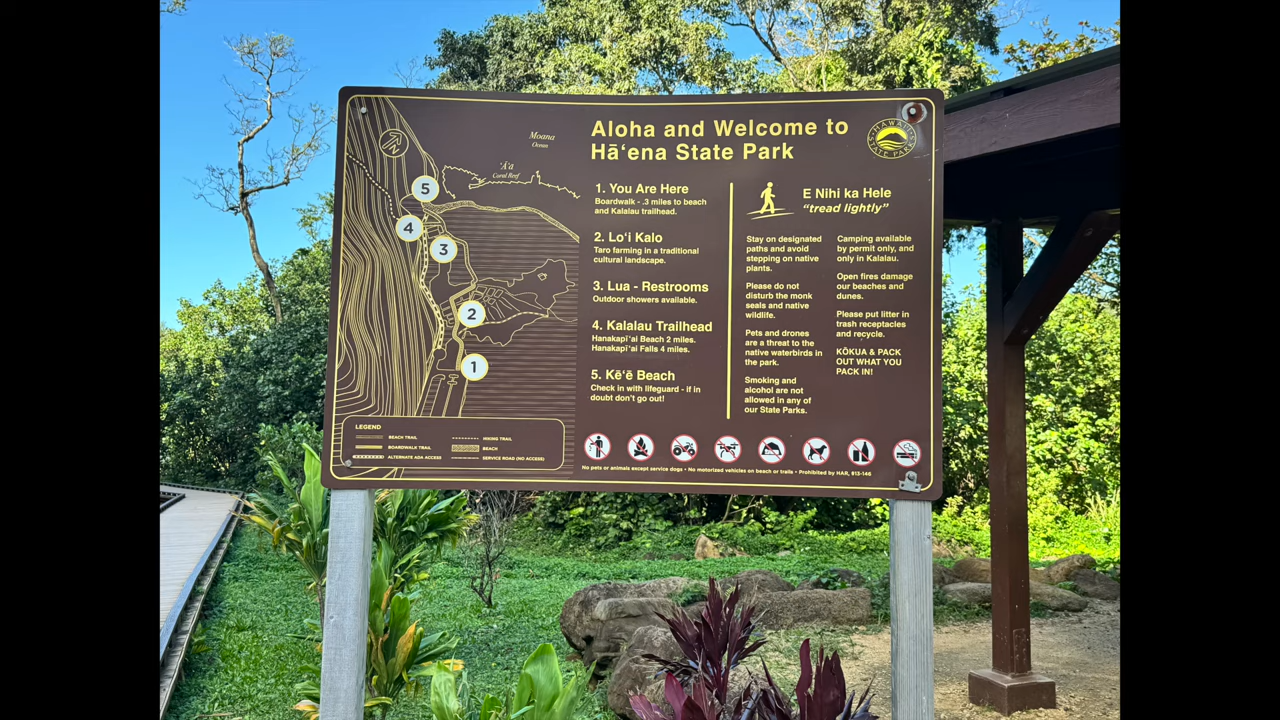 Aloha and Welcome to
Hā‘ena State Park
HAWAII
STATE PARKS
Moana
Ocean
‘Ā‘ā
Coral Reef
5
4
3
2
1
N
1. You Are Here
Boardwalk - .3 miles to beach
and Kalalau trailhead.
2. Lo‘i Kalo
Taro farming in a traditional
cultural landscape.
3. Lua - Restrooms
Outdoor showers available.
4. Kalalau Trailhead
Hanakapī‘ai Beach 2 miles.
Hanakapī‘ai Falls 4 miles.
5. Kē‘ē Beach
Check in with lifeguard - if in
doubt don’t go out!
E Nihi ka Hele
“tread lightly”
Stay on designated
paths and avoid
stepping on native
plants.
Please do not
disturb the monk
seals and native
wildlife.
Pets and drones
are a threat to the
native waterbirds in
the park.
Smoking and
alcohol are not
allowed in any of
our State Parks.
Camping available
by permit only, and
only in Kalalau.
Open fires damage
our beaches and
dunes.
Please put litter in
trash receptacles
and recycle.
KŌKUA & PACK
OUT WHAT YOU
PACK IN!
LEGEND
BEACH TRAIL
BOARDWALK TRAIL
ALTERNATE ADA ACCESS
HIKING TRAIL
BEACH
SERVICE ROAD (NO ACCESS)
No pets or animals except service dogs • No motorized vehicles on beach or trails • Prohibited by HAR, §13-146